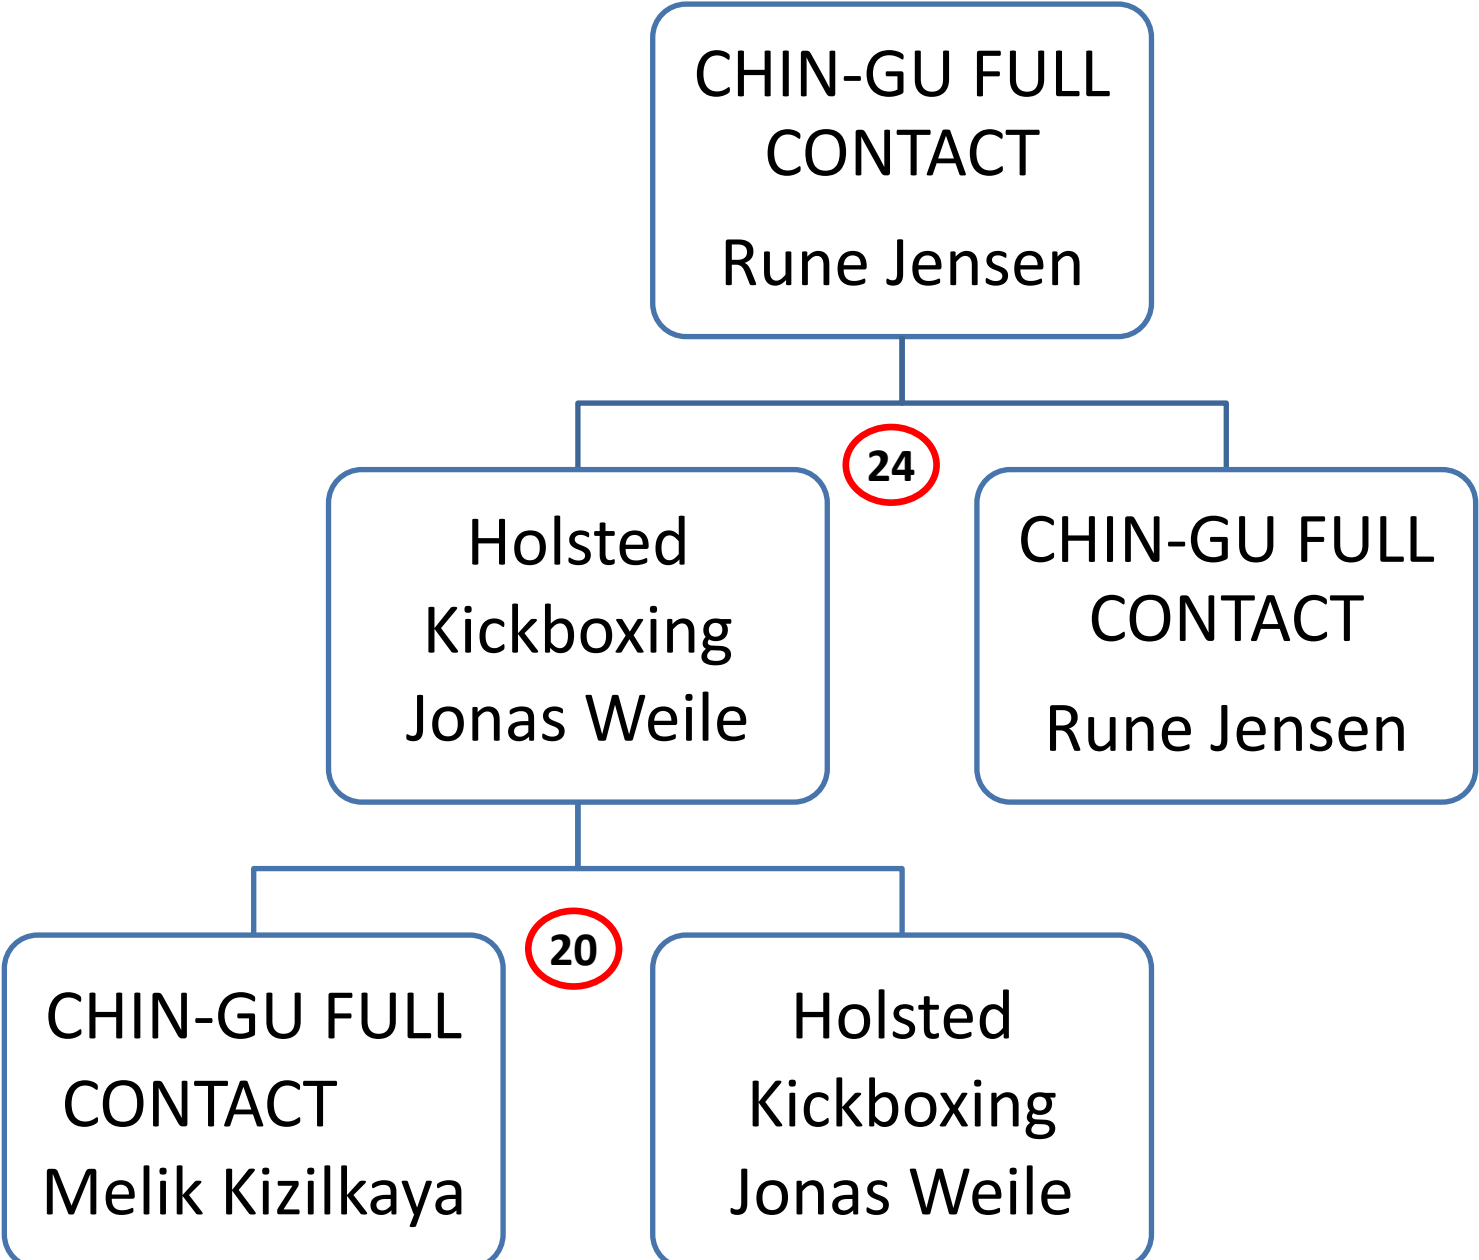 CHIN-GU FULL
CONTACT
Rune Jensen
24
Holsted
Kickboxing
Jonas Weile
CHIN-GU FULL
CONTACT
Rune Jensen
20
CHIN-GU FULL
CONTACT
Melik Kizilkaya
Holsted
Kickboxing
Jonas Weile